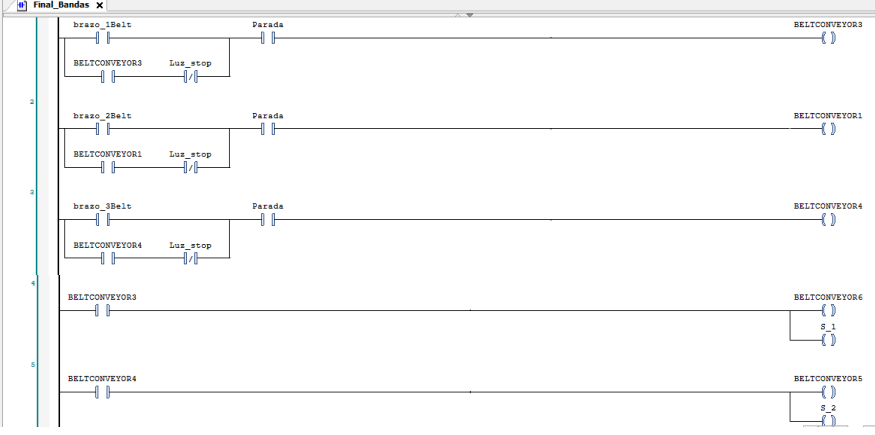 Final_Bandas
brazo_1Belt Parada BELTCONVEYOR3
BELTCONVEYOR3 Luz_stop
2
brazo_2Belt Parada BELTCONVEYOR1
BELTCONVEYOR1 Luz_stop
3
brazo_3Belt Parada BELTCONVEYOR4
BELTCONVEYOR4 Luz_stop
4
BELTCONVEYOR3 BELTCONVEYOR6
S_1
5
BELTCONVEYOR4 BELTCONVEYOR5
S_2